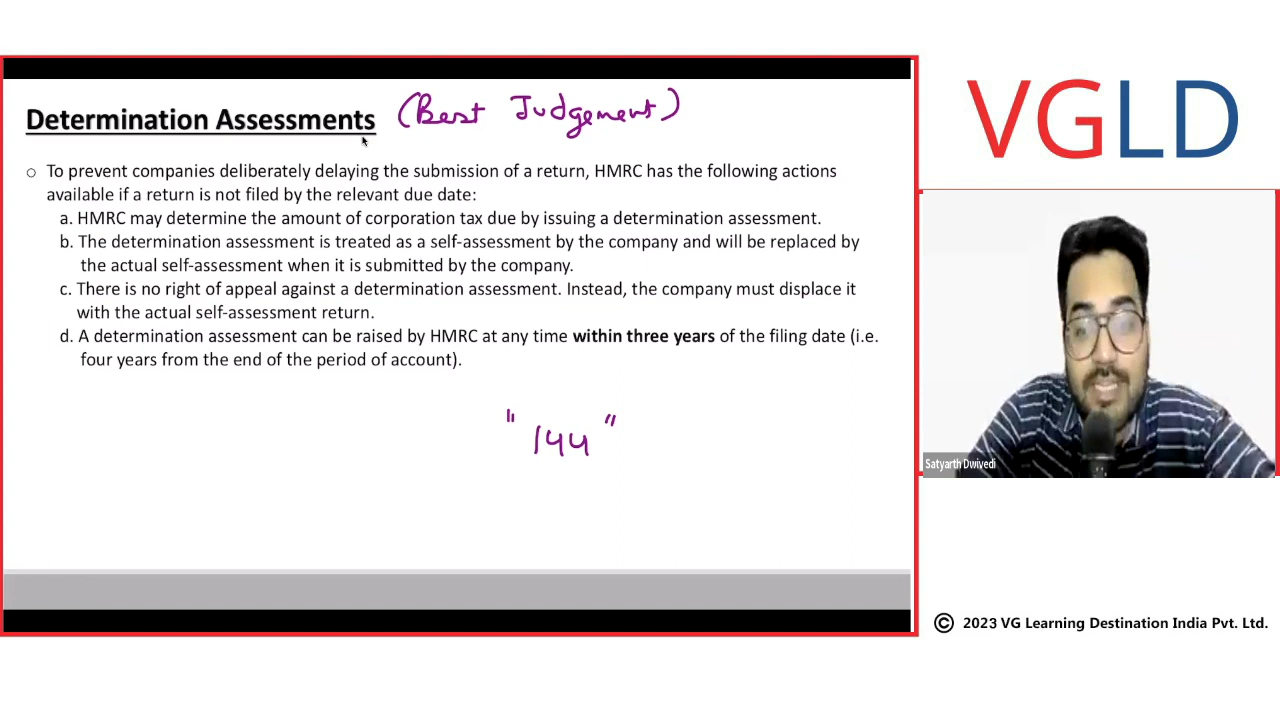 Determination Assessments (Best Judgement)
○ To prevent companies deliberately delaying the submission of a return, HMRC has the following actions
available if a return is not filed by the relevant due date:
a. HMRC may determine the amount of corporation tax due by issuing a determination assessment.
b. The determination assessment is treated as a self-assessment by the company and will be replaced by
the actual self-assessment when it is submitted by the company.
c. There is no right of appeal against a determination assessment. Instead, the company must displace it
with the actual self-assessment return.
d. A determination assessment can be raised by HMRC at any time within three years of the filing date (i.e.
four years from the end of the period of account).
"144"
VGLD
Satyarth Dwivedi
© 2023 VG Learning Destination India Pvt. Ltd.